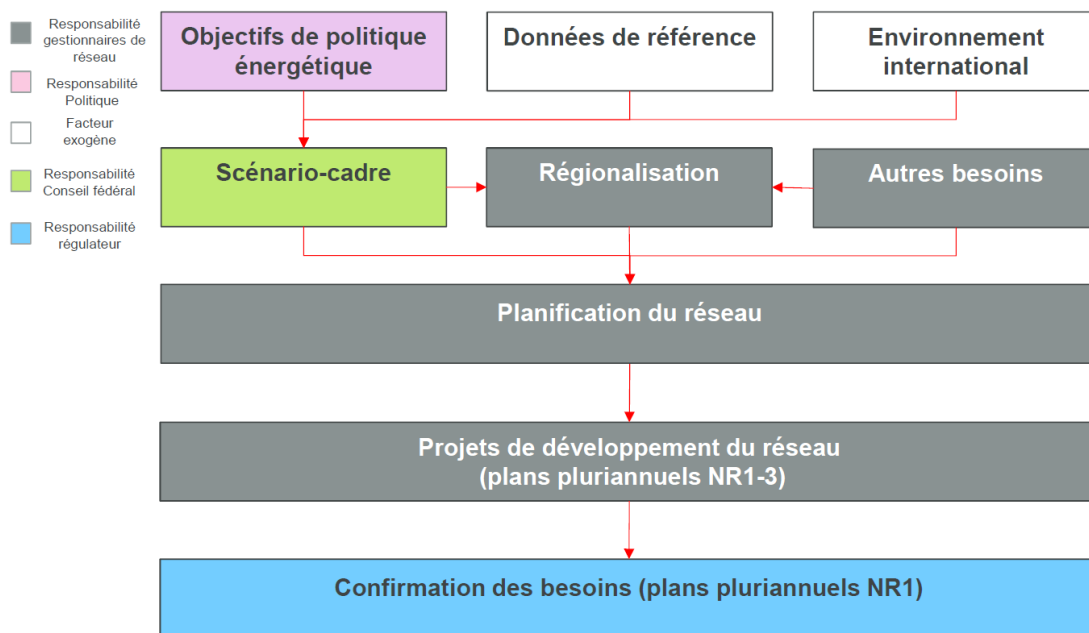 Responsabilité
gestionnaires de
réseau
Responsabilité
Politique
Facteur
exogène
Responsabilité
Conseil fédéral
Responsabilité
régulateur
Objectifs de politique
énergétique
Données de référence
Environnement
international
Scénario-cadre
Régionalisation
Autres besoins
Planification du réseau
Projets de développement du réseau
(plans pluriannuels NR1-3)
Confirmation des besoins (plans pluriannuels NR1)